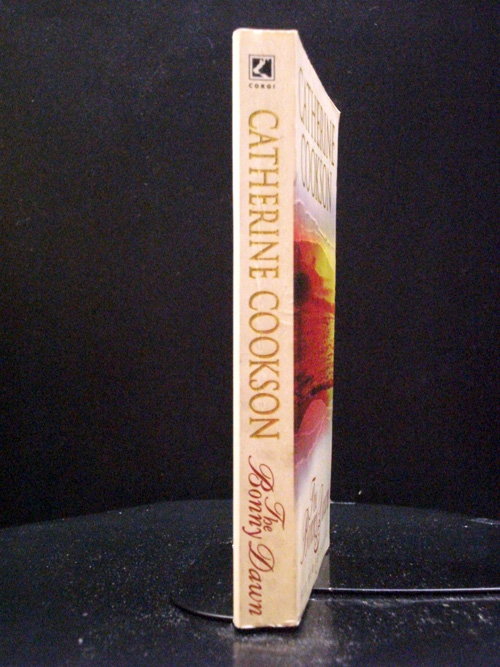 CORGI
CATHERINE COOKSON
The
Bonny Dawn
CATHERINE
COOKSON